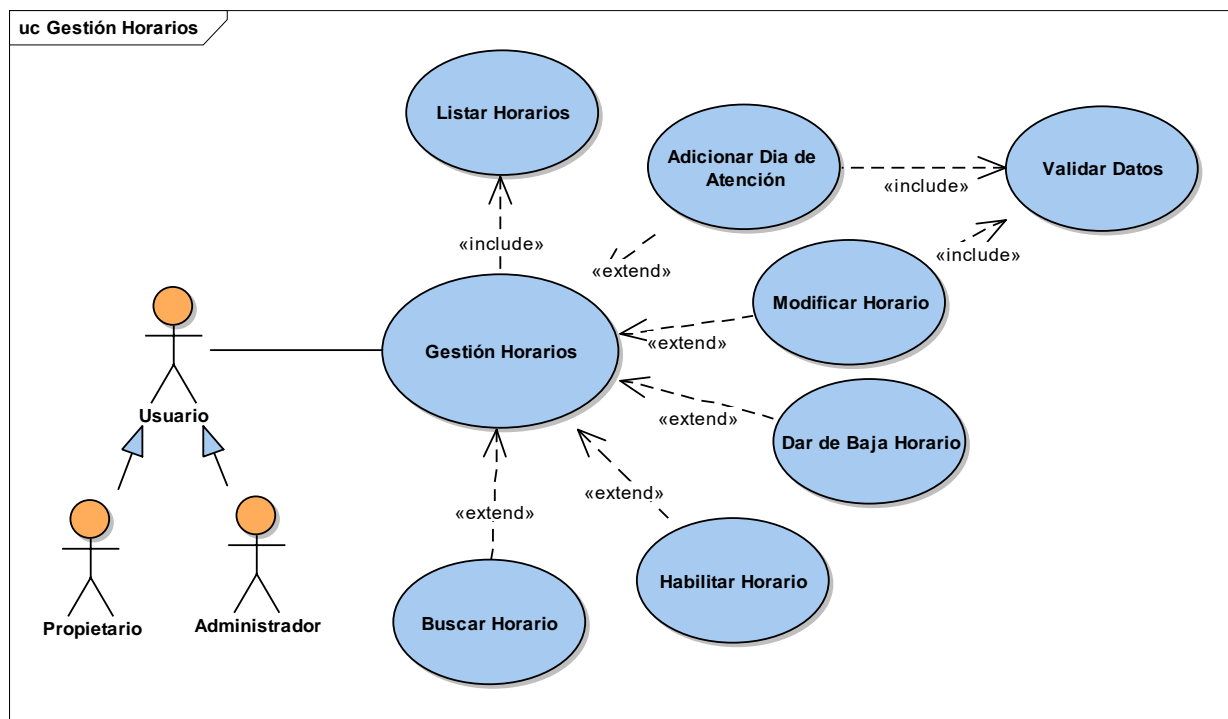 uc Gestión Horarios
Listar Horarios
Adicionar Dia de
Atención
Validar Datos
«include»
«include»
«extend»
«include»
Modificar Horario
«extend»
Gestión Horarios
Usuario
«extend»
Dar de Baja Horario
«extend»
«extend»
Habilitar Horario
Buscar Horario
Propietario
Administrador